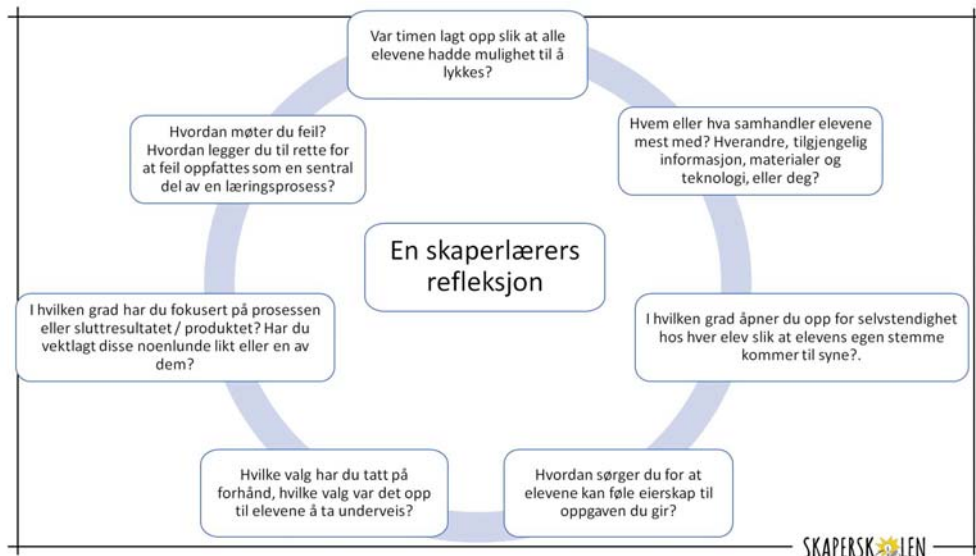 Var timen lagt opp slik at alle
elevene hadde mulighet til å
lykkes?
Hvem eller hva samhandler elevene
mest med? Hverandre, tilgjengelig
informasjon, materialer og
teknologi, eller deg?
I hvilken grad åpner du opp for selvstendighet
hos hver elev slik at elevens egen stemme
kommer til syne?.
Hvordan sørger du for at
elevene kan føle eierskap til
oppgaven du gir?
Hvilke valg har du tatt på
forhånd, hvilke valg var det opp
til elevene å ta underveis?
I hvilken grad har du fokusert på prosessen
eller sluttresultatet / produktet? Har du
vektlagt disse noenlunde likt eller en av
dem?
Hvordan møter du feil?
Hvordan legger du til rette for
at feil oppfattes som en sentral
del av en læringsprosess?
En skaperlærers
refleksjon
SKAPERSKOLEN